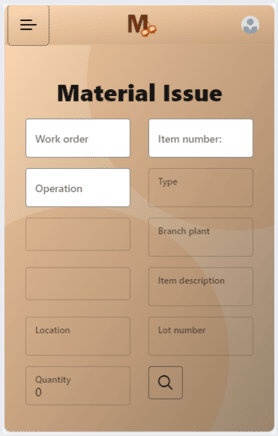 M
Material Issue
Work order
Item number:
Operation
Type
Branch plant
Item description
Location
Lot number
Quantity
0